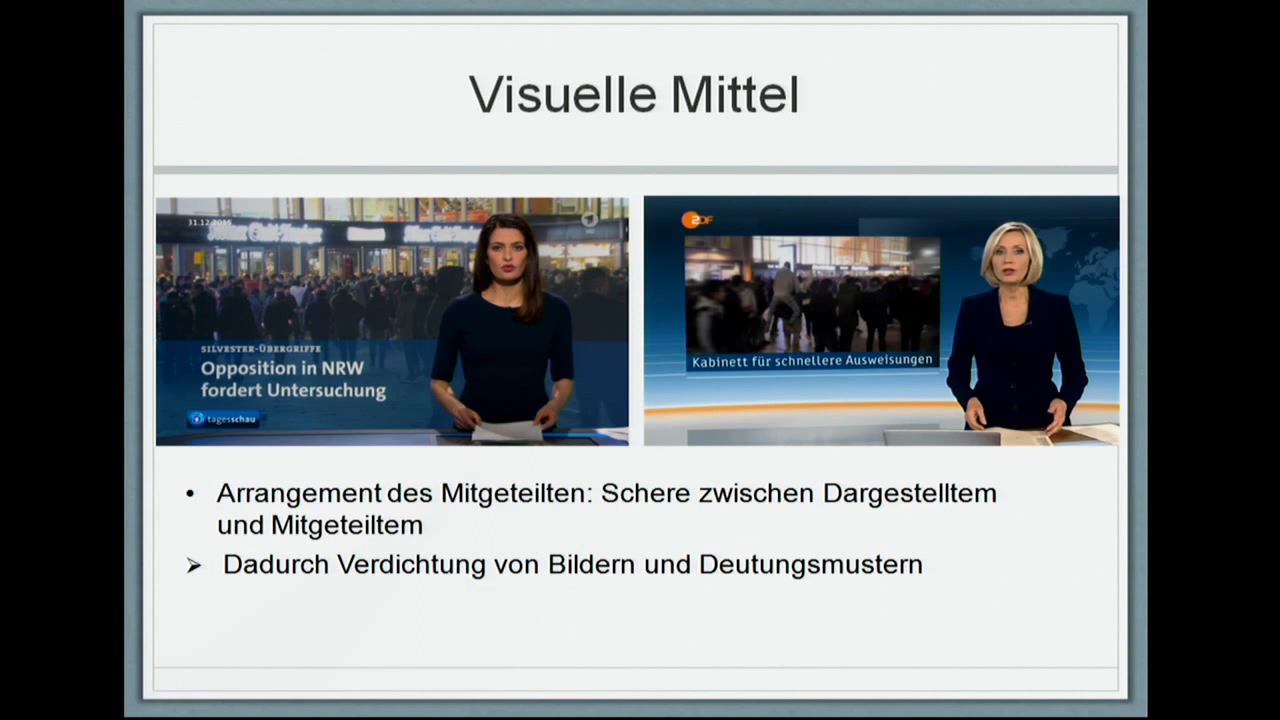 Visuelle Mittel
31.12.2015
SILVESTER-ÜBERGRIFFE
Opposition in NRW
fordert Untersuchung
tagesschau
ZDF
Kabinett für schnellere Ausweisungen
• Arrangement des Mitgeteilten: Schere zwischen Dargestelltem
und Mitgeteiltem
➢ Dadurch Verdichtung von Bildern und Deutungsmustern